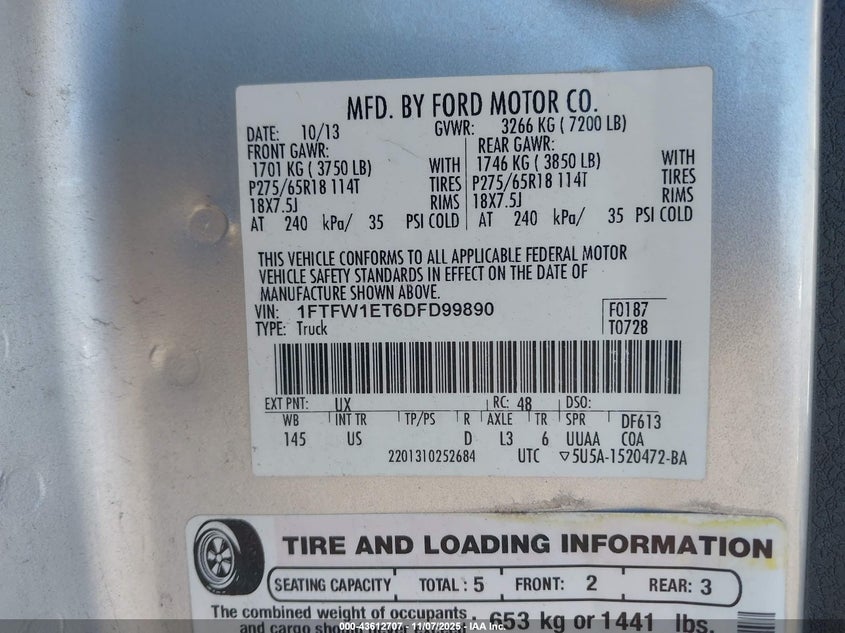 MFD. BY FORD MOTOR CO.
DATE: 10/13 GVWR: 3266 KG ( 7200 LB)
FRONT GAWR: REAR GAWR:
1701 KG ( 3750 LB) WITH 1746 KG ( 3850 LB) WITH
P275/65R18 114T TIRES P275/65R18 114T TIRES
18X7.5J RIMS 18X7.5J RIMS
AT 240 kPa/ 35 PSI COLD AT 240 kPa/ 35 PSI COLD
THIS VEHICLE CONFORMS TO ALL APPLICABLE FEDERAL MOTOR
VEHICLE SAFETY STANDARDS IN EFFECT ON THE DATE OF
MANUFACTURE SHOWN ABOVE.
VIN: 1FTFW1ET6DFD99890 F0187
TYPE: Truck T0728
EXT PNT: UX RC: 48 DSO:
WB INT TR TP/PS R AXLE TR SPR DF613
145 US D L3 6 UUAA COA
2201310252684 UTC ▽5U5A-1520472-BA
TIRE AND LOADING INFORMATION
SEATING CAPACITY TOTAL : 5 FRONT: 2 REAR: 3
The combined weight of occupants
and cargo should never exceed 653 kg or 1441 lbs.
000-43612707 - 11/07/2025 - IAA Inc.